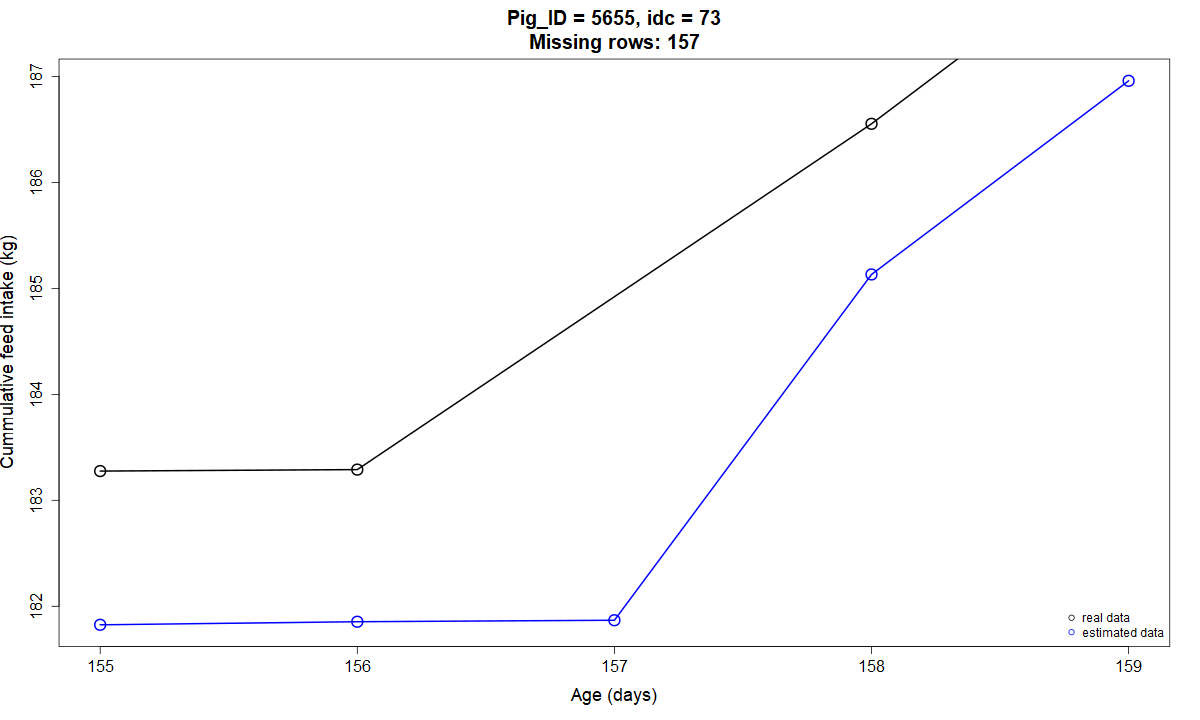 Pig_ID = 5655, idc = 73
Missing rows: 157
Cummulative feed intake (kg)
187
186
185
184
183
182
155 156 157 158 159
Age (days)
real data
estimated data